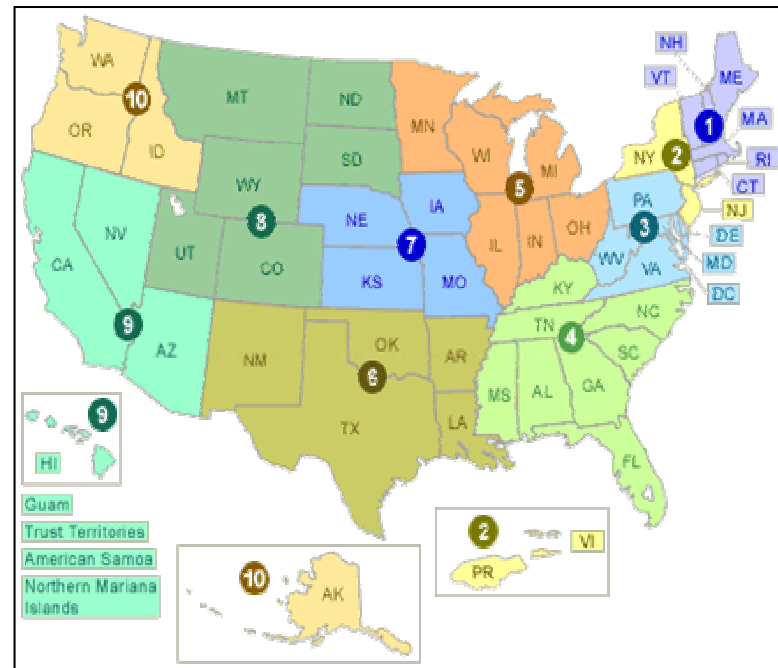 NH
WA
ME
VT
MT
ND
10
MN
MA
1
OR
ID
WI
NY
2
RI
SD
MI
CT
WY
5
PA
NJ
8
NE
IA
3
DE
NV
7
IL
IN
OH
WV
MD
UT
CA
CO
KS
MO
VA
DC
KY
9
TN
NC
4
AZ
NM
OK
AR
SC
6
MS
AL
GA
9
TX
LA
HI
FL
Guam
Trust Territories
2
American Samoa
VI
10
PR
Northern Mariana
Islands
AK